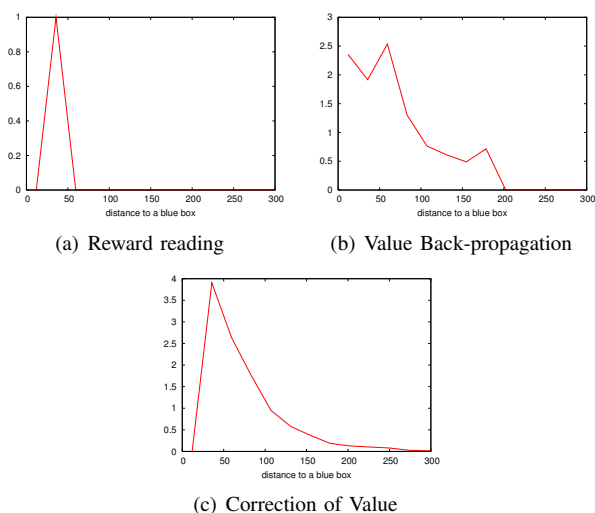 1
0.8
0.6
0.4
0.2
0
0 50 100 150 200 250 300
distance to a blue box
(a) Reward reading
3
2.5
2
1.5
1
0.5
0
0 50 100 150 200 250 300
distance to a blue box
(b) Value Back-propagation
4
3.5
3
2.5
2
1.5
1
0.5
0
0 50 100 150 200 250 300
distance to a blue box
(c) Correction of Value